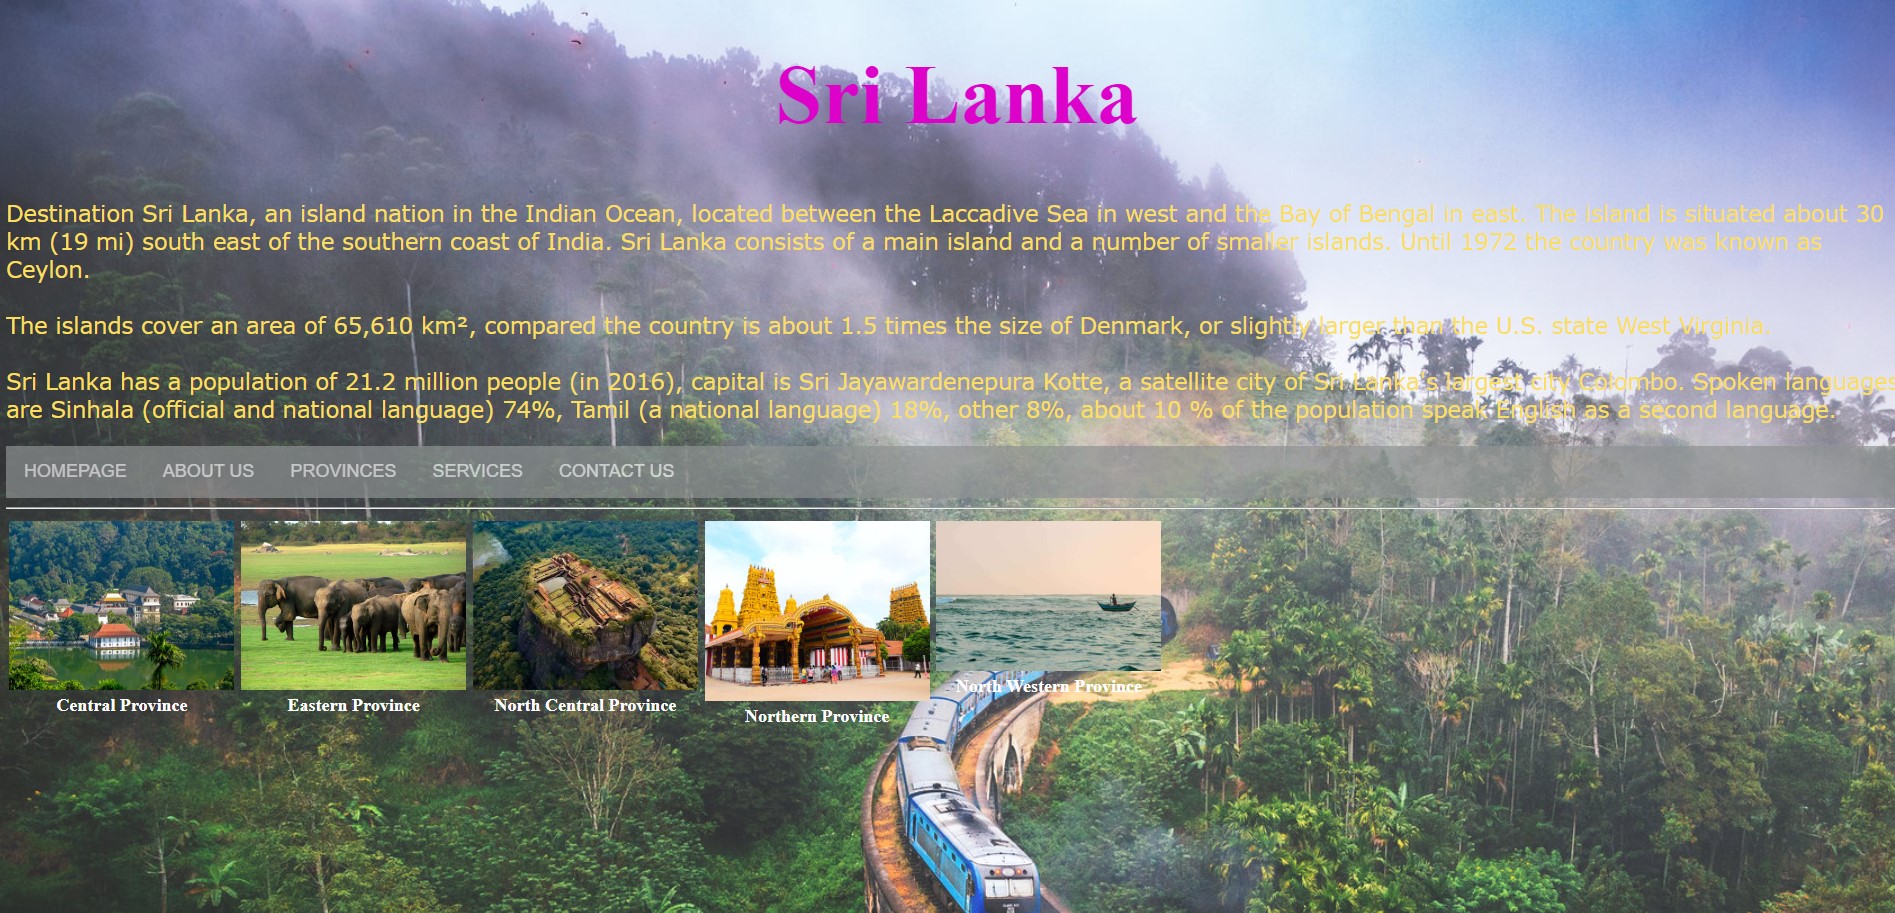 Sri Lanka
Destination Sri Lanka, an island nation in the Indian Ocean, located between the Laccadive Sea in west and the Bay of Bengal in east. The island is situated about 30
km (19 mi) south east of the southern coast of India. Sri Lanka consists of a main island and a number of smaller islands. Until 1972 the country was known as
Ceylon.
The islands cover an area of 65,610 km², compared the country is about 1.5 times the size of Denmark, or slightly larger than the U.S. state West Virginia.
Sri Lanka has a population of 21.2 million people (in 2016), capital is Sri Jayawardenepura Kotte, a satellite city of Sri Lanka's largest city Colombo. Spoken languages
are Sinhala (official and national language) 74%, Tamil (a national language) 18%, other 8%, about 10 % of the population speak English as a second language.
HOMEPAGE ABOUT US PROVINCES SERVICES CONTACT US
Central Province Eastern Province North Central Province Northern Province North Western Province